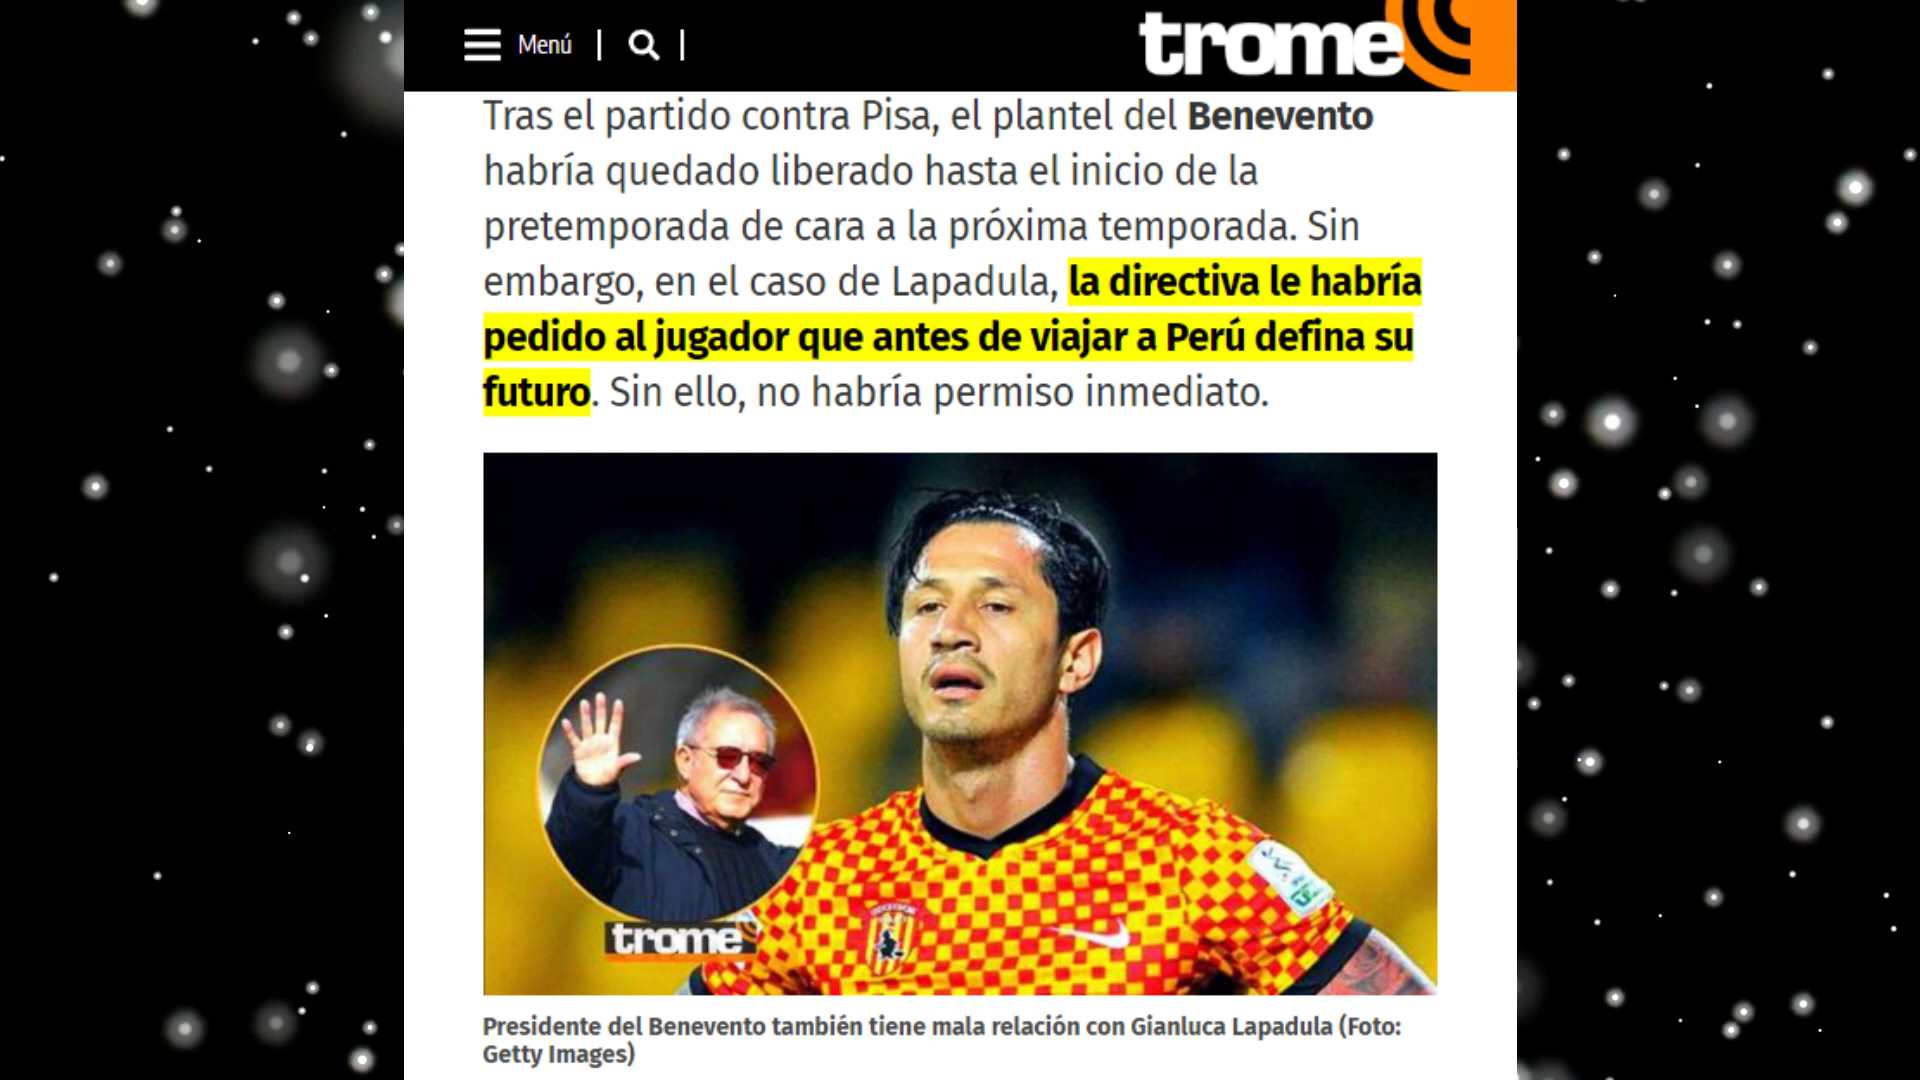 Menú
trome
Tras el partido contra Pisa, el plantel del Benevento
habría quedado liberado hasta el inicio de la
pretemporada de cara a la próxima temporada. Sin
embargo, en el caso de Lapadula, la directiva le habría
pedido al jugador que antes de viajar a Perú defina su
futuro. Sin ello, no habría permiso inmediato.
trome
Presidente del Benevento también tiene mala relación con Gianluca Lapadula (Foto:
Getty Images)